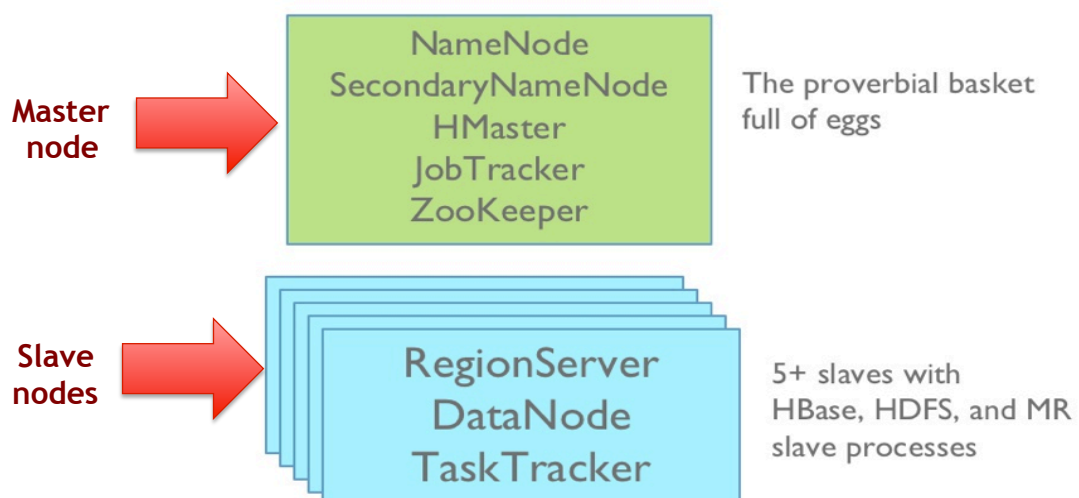 Master
node
NameNode
SecondaryNameNode
HMaster
JobTracker
ZooKeeper
The proverbial basket
full of eggs
Slave
nodes
RegionServer
DataNode
TaskTracker
5+ slaves with
HBase, HDFS, and MR
slave processes